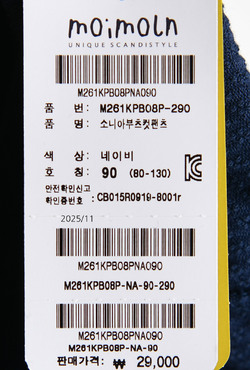 moimoln
UNIQUE SCANDISTYLE
M261KPB08PNA090
품 번: M261KPB08P-290
품 명: 소니아부츠컷팬츠
색 상: 네이비
호 칭: 90 (80-130)
안전확인신고
확인증번호: CB015R0919-8001r
2025/11
M261KPB08PNA090
M261KPB08P-NA-90-290
M261KPB08PNA090
M261KPB08P-NA-90
판매가격: ₩ 29,000